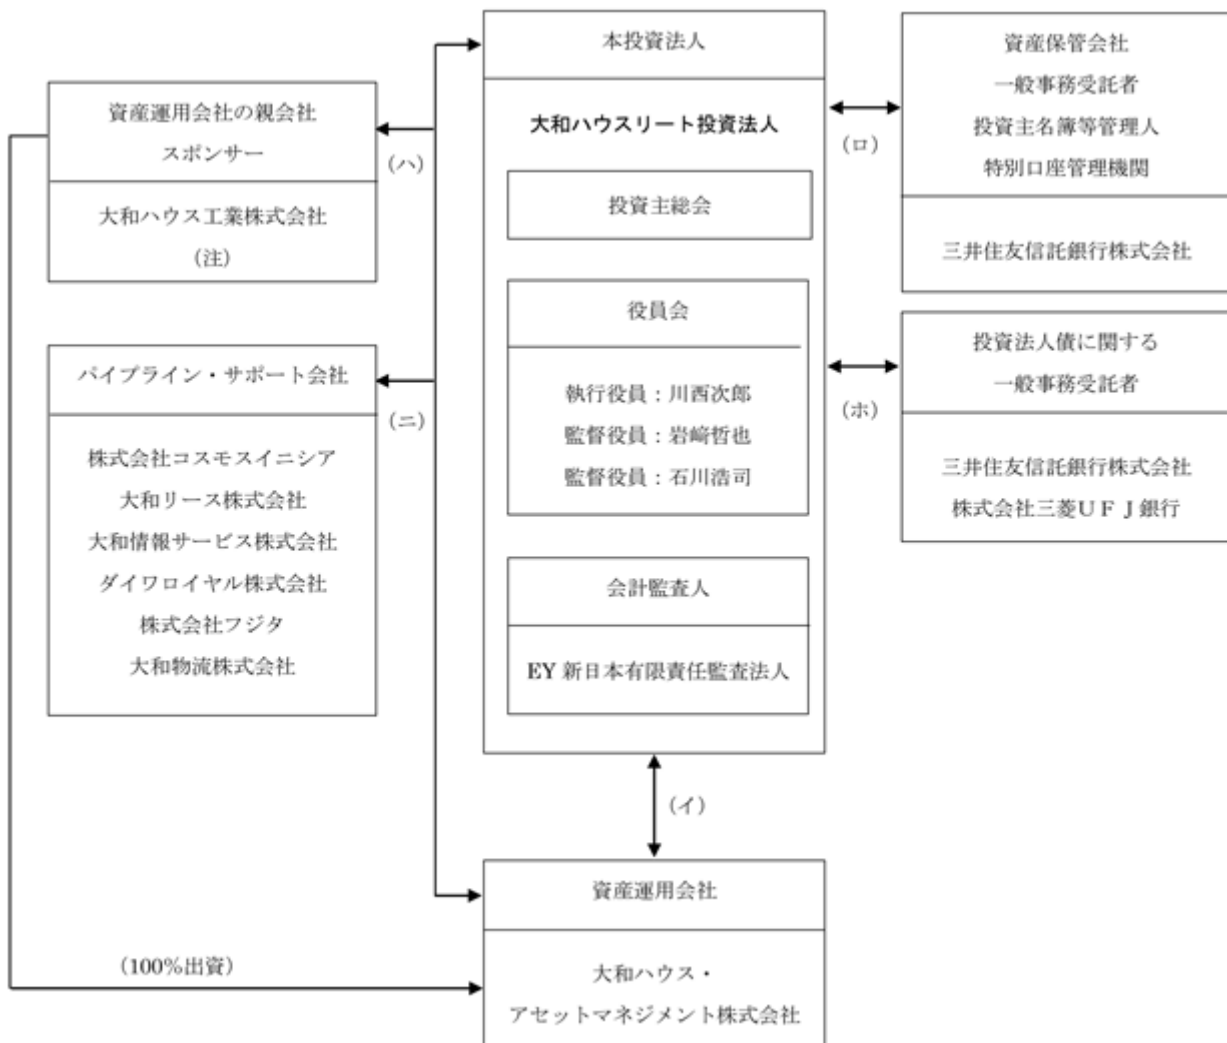 本投資法人
大和ハウスリート投資法人
投資主総会
役員会
執行役員：川西次郎
監督役員：岩﨑哲也
監督役員：石川浩司
会計監査人
EY 新日本有限責任監査法人
資産運用会社の親会社
スポンサー
大和ハウス工業株式会社
（注）
（ハ）
パイプライン・サポート会社
株式会社コスモスイニシア
大和リース株式会社
大和情報サービス株式会社
ダイワロイヤル株式会社
株式会社フジタ
大和物流株式会社
（ニ）
資産保管会社
一般事務受託者
投資主名簿等管理人
特別口座管理機関
三井住友信託銀行株式会社
（ロ）
投資法人債に関する
一般事務受託者
三井住友信託銀行株式会社
株式会社三菱ＵＦＪ銀行
（ホ）
（イ）
資産運用会社
大和ハウス・
アセットマネジメント株式会社
（100%出資）